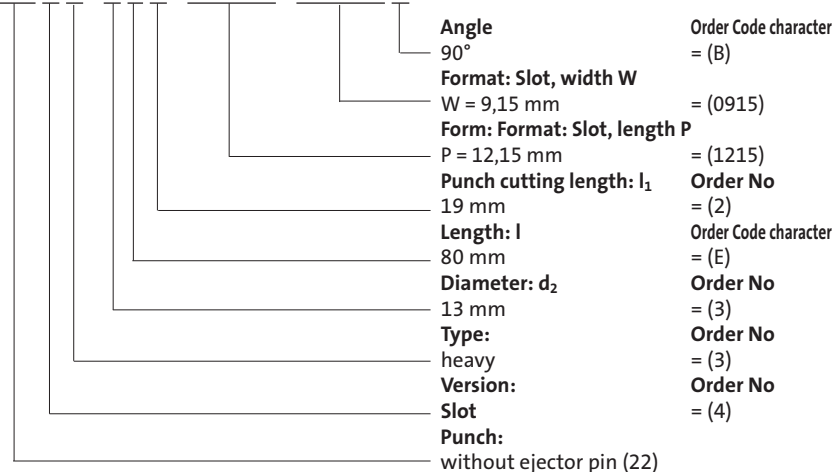 Angle Order Code character
90° = (B)
Format: Slot, width W
W = 9,15 mm = (0915)
Form: Format: Slot, length P
P = 12,15 mm = (1215)
Punch cutting length: l₁ Order No
19 mm = (2)
Length: l Order Code character
80 mm = (E)
Diameter: d₂ Order No
13 mm = (3)
Type: Order No
heavy = (3)
Version: Order No
Slot = (4)
Punch:
without ejector pin (22)